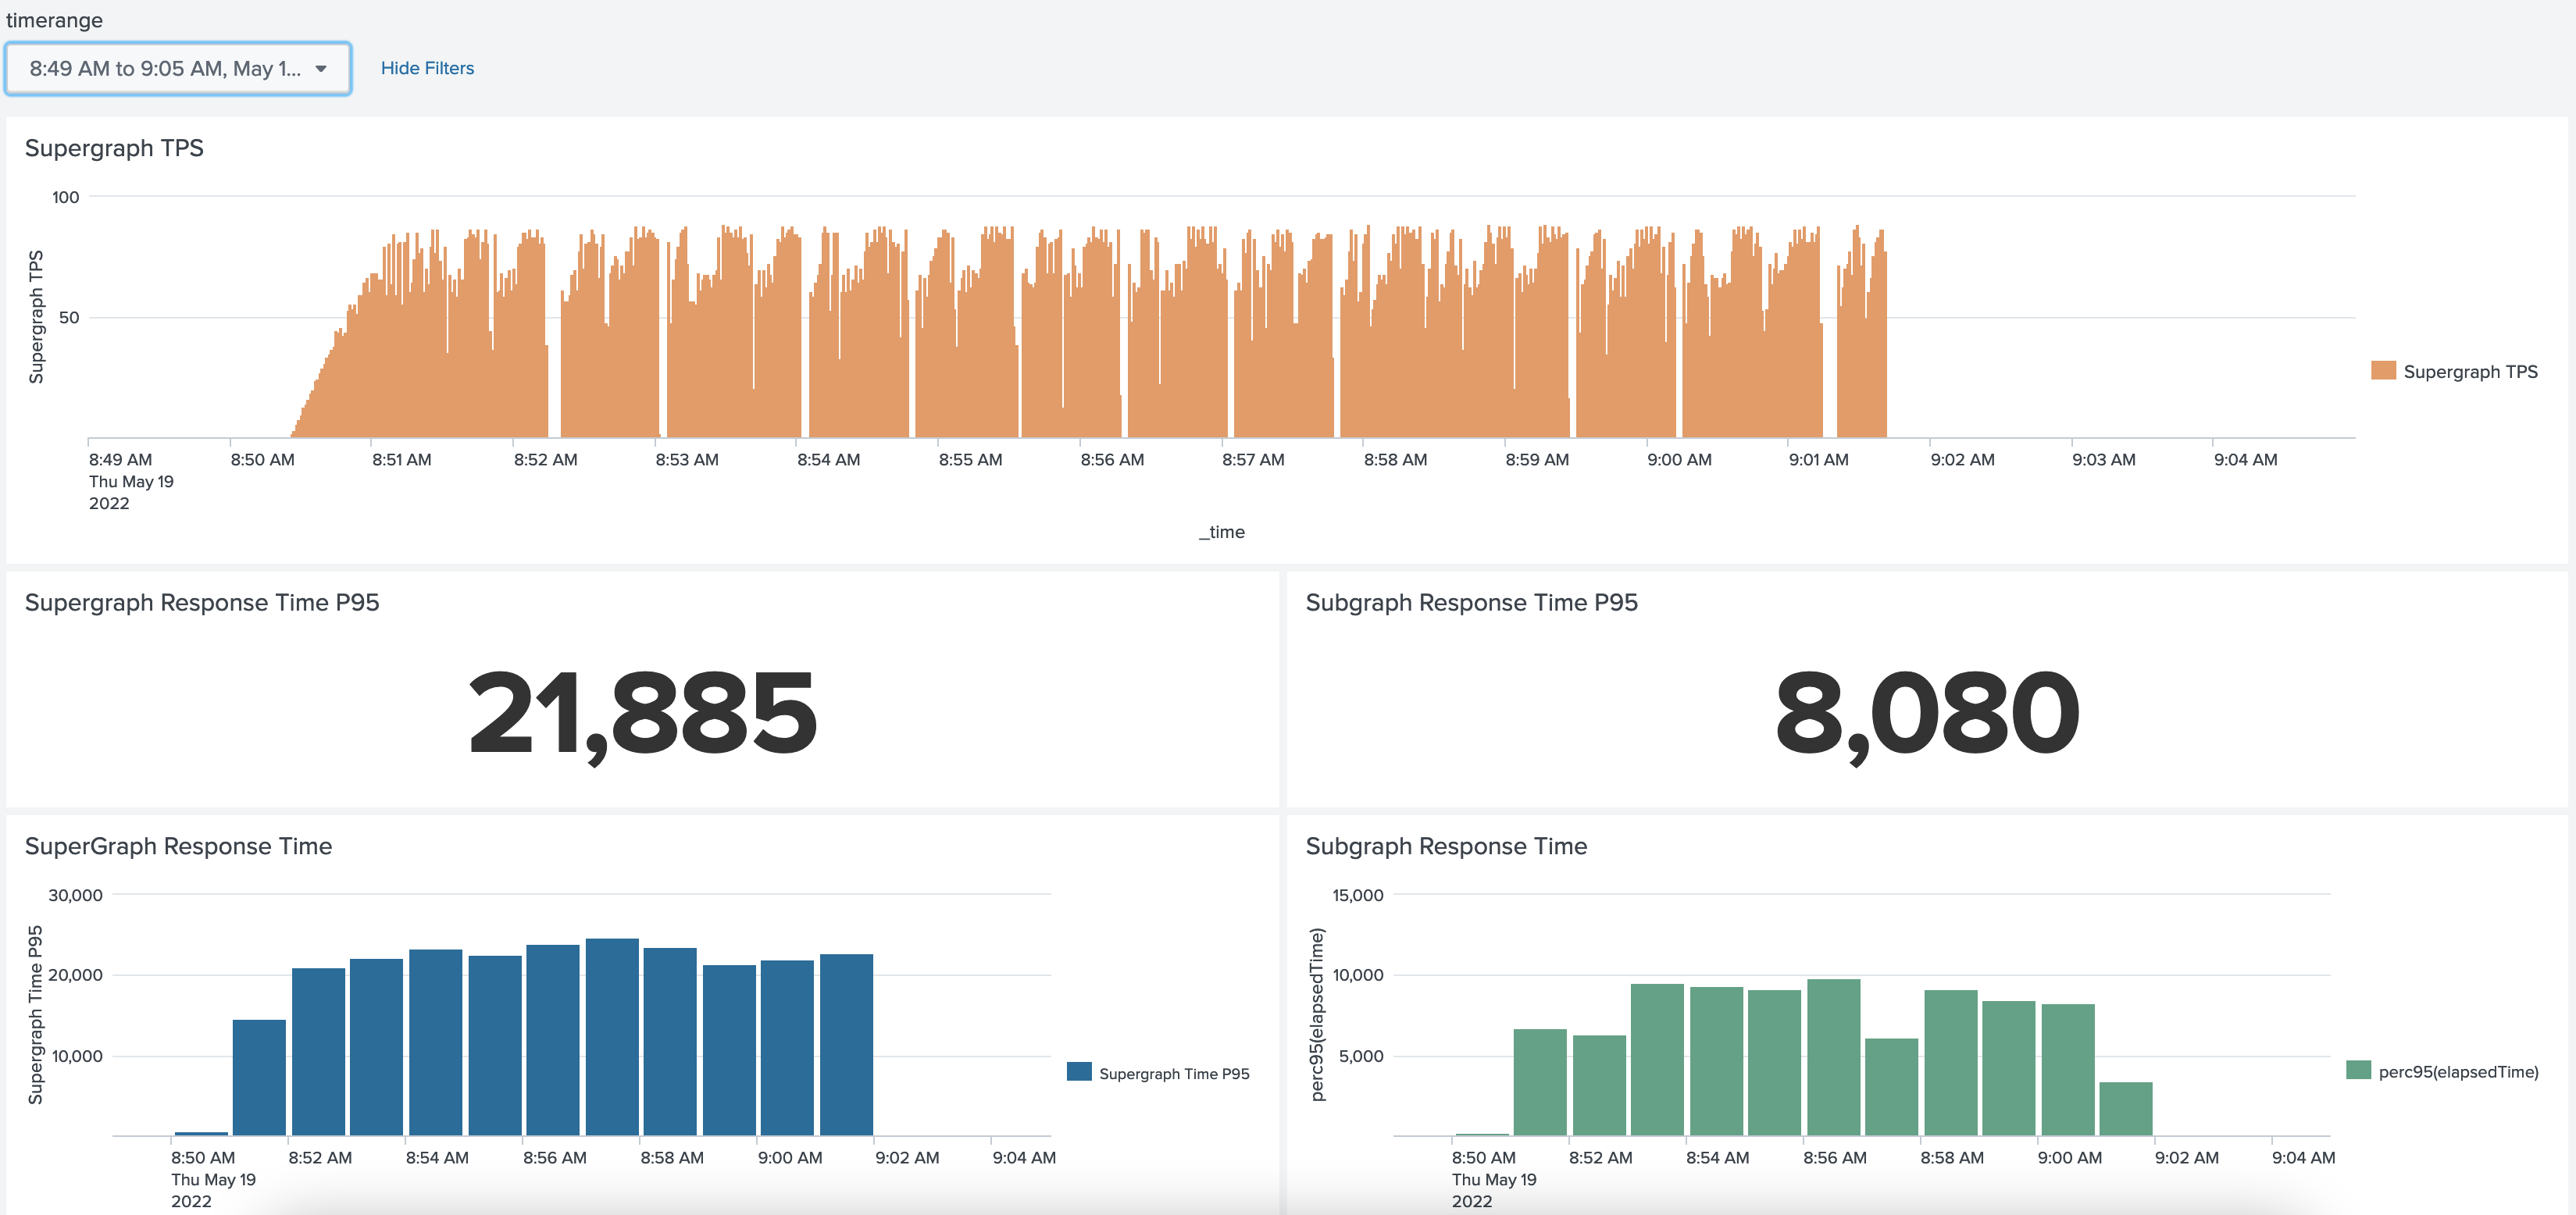 timerange
8:49 AM to 9:05 AM, May 1...
Hide Filters
Supergraph TPS
100
50
Supergraph TPS
8:49 AM
Thu May 19
2022
8:50 AM
8:51 AM
8:52 AM
8:53 AM
8:54 AM
8:55 AM
8:56 AM
8:57 AM
8:58 AM
8:59 AM
9:00 AM
9:01 AM
9:02 AM
9:03 AM
9:04 AM
_time
Supergraph TPS
Supergraph Response Time P95
21,885
Subgraph Response Time P95
8,080
SuperGraph Response Time
30,000
20,000
10,000
Supergraph Time P95
8:50 AM
Thu May 19
2022
8:52 AM
8:54 AM
8:56 AM
8:58 AM
9:00 AM
9:02 AM
9:04 AM
Supergraph Time P95
Subgraph Response Time
15,000
10,000
5,000
perc95(elapsedTime)
8:50 AM
Thu May 19
2022
8:52 AM
8:54 AM
8:56 AM
8:58 AM
9:00 AM
9:02 AM
9:04 AM
perc95(elapsedTime)